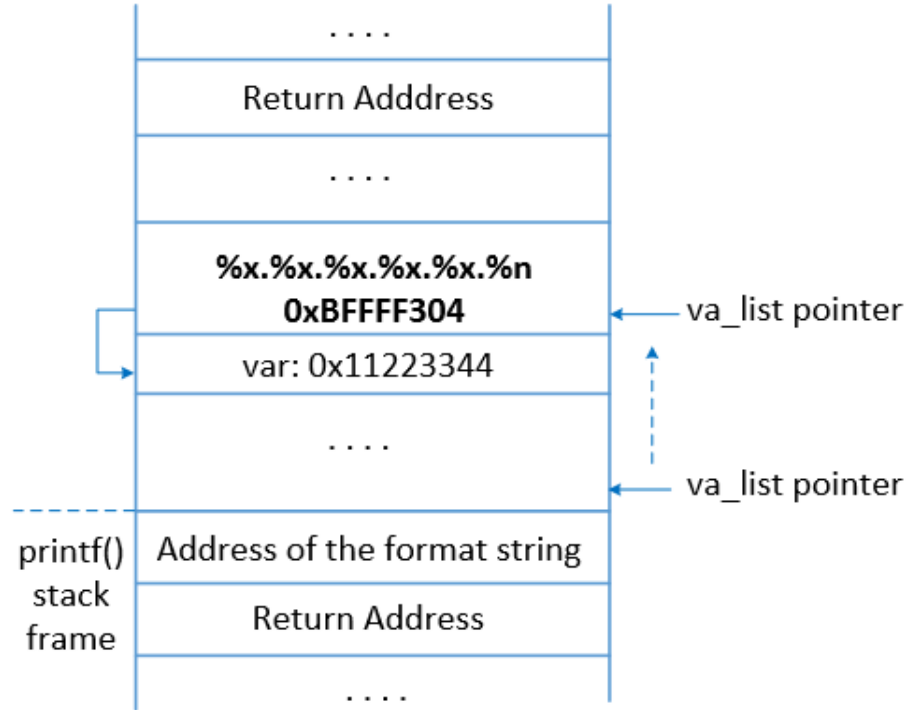 . . . .
Return Adddress
. . . .
%x.%x.%x.%x.%x.%n
0xBFFFF304
va_list pointer
var: 0x11223344
. . . .
va_list pointer
printf()
stack
frame
Address of the format string
Return Address
. . . .